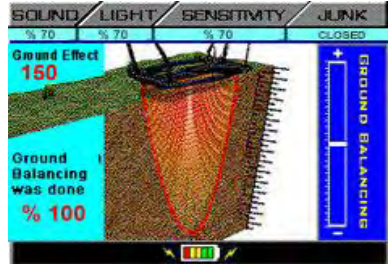 SOUND LIGHT SENSITIVITY JUNK
% 70 % 70 % 70 CLOSED
Ground Effect
150
Ground
Balancing
was done
% 100
+
GROUND BALANCING
-